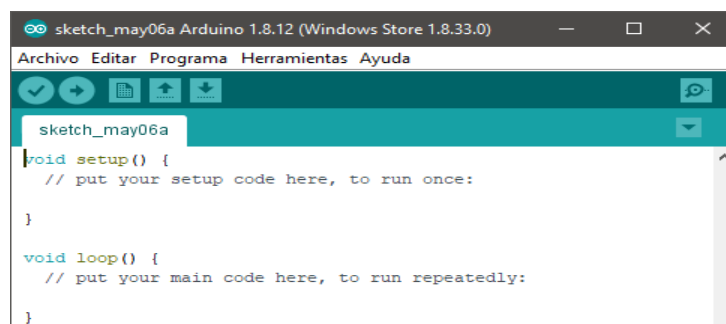 sketch_may06a Arduino 1.8.12 (Windows Store 1.8.33.0)
Archivo Editar Programa Herramientas Ayuda
sketch_may06a
void setup() {
  // put your setup code here, to run once:
}
void loop() {
  // put your main code here, to run repeatedly:
}